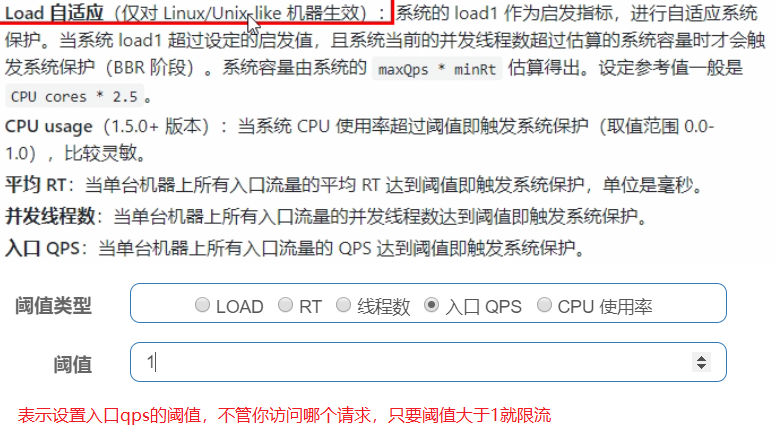 Load 自适应（仅对 Linux/Unix-like 机器生效）：系统的 load1 作为启发指标，进行自适应系统
保护。当系统 load1 超过设定的启发值，且系统当前的并发线程数超过估算的系统容量时才会触
发系统保护（BBR 阶段）。系统容量由系统的 maxQps * minRt 估算得出。设定参考值一般是
CPU cores * 2.5。
CPU usage（1.5.0+ 版本）：当系统 CPU 使用率超过阈值即触发系统保护（取值范围 0.0-
1.0），比较灵敏。
平均 RT：当单台机器上所有入口流量的平均 RT 达到阈值即触发系统保护，单位是毫秒。
并发线程数：当单台机器上所有入口流量的并发线程数达到阈值即触发系统保护。
入口 QPS：当单台机器上所有入口流量的 QPS 达到阈值即触发系统保护。
阈值类型 LOAD RT 线程数 入口 QPS CPU 使用率
阈值 1
表示设置入口qps的阈值，不管你访问哪个请求，只要阈值大于1就限流